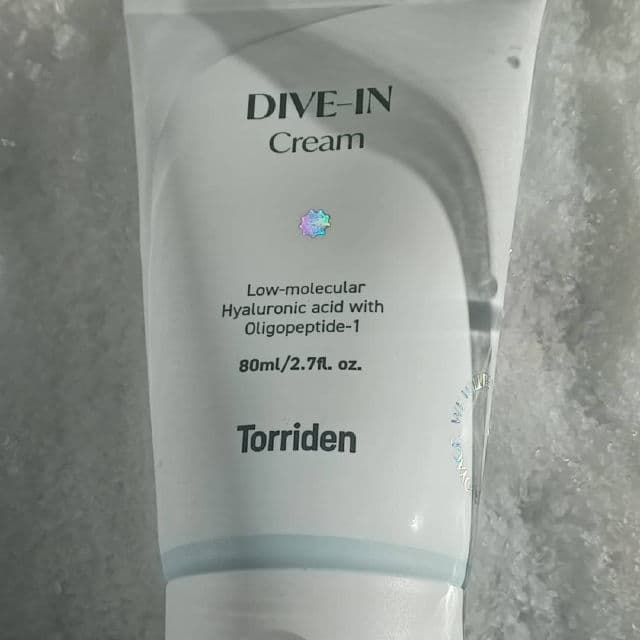 DIVE-IN
Cream
Low-molecular
Hyaluronic acid with
Oligopeptide-1
80ml/2.7fl. oz.
Torriden